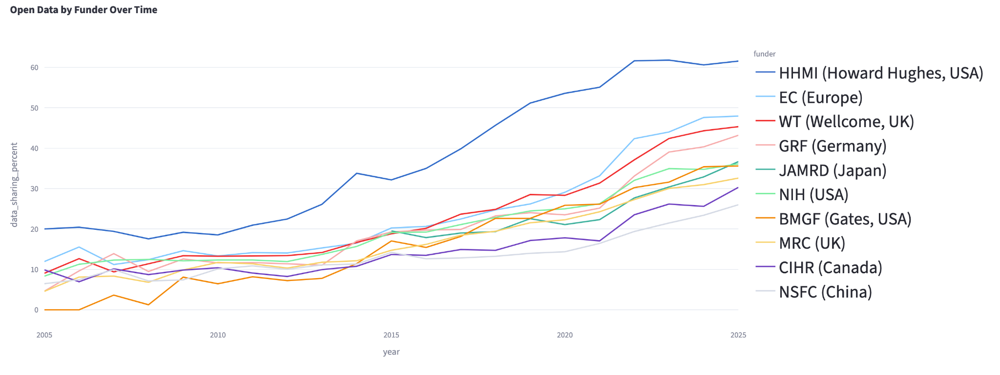 Open Data by Funder Over Time
funder
HHMI (Howard Hughes, USA)
EC (Europe)
WT (Wellcome, UK)
GRF (Germany)
JAMRD (Japan)
NIH (USA)
BMGF (Gates, USA)
MRC (UK)
CIHR (Canada)
NSFC (China)
data_sharing_percent
60
50
40
30
20
10
0
2005
2010
2015
2020
2025
year